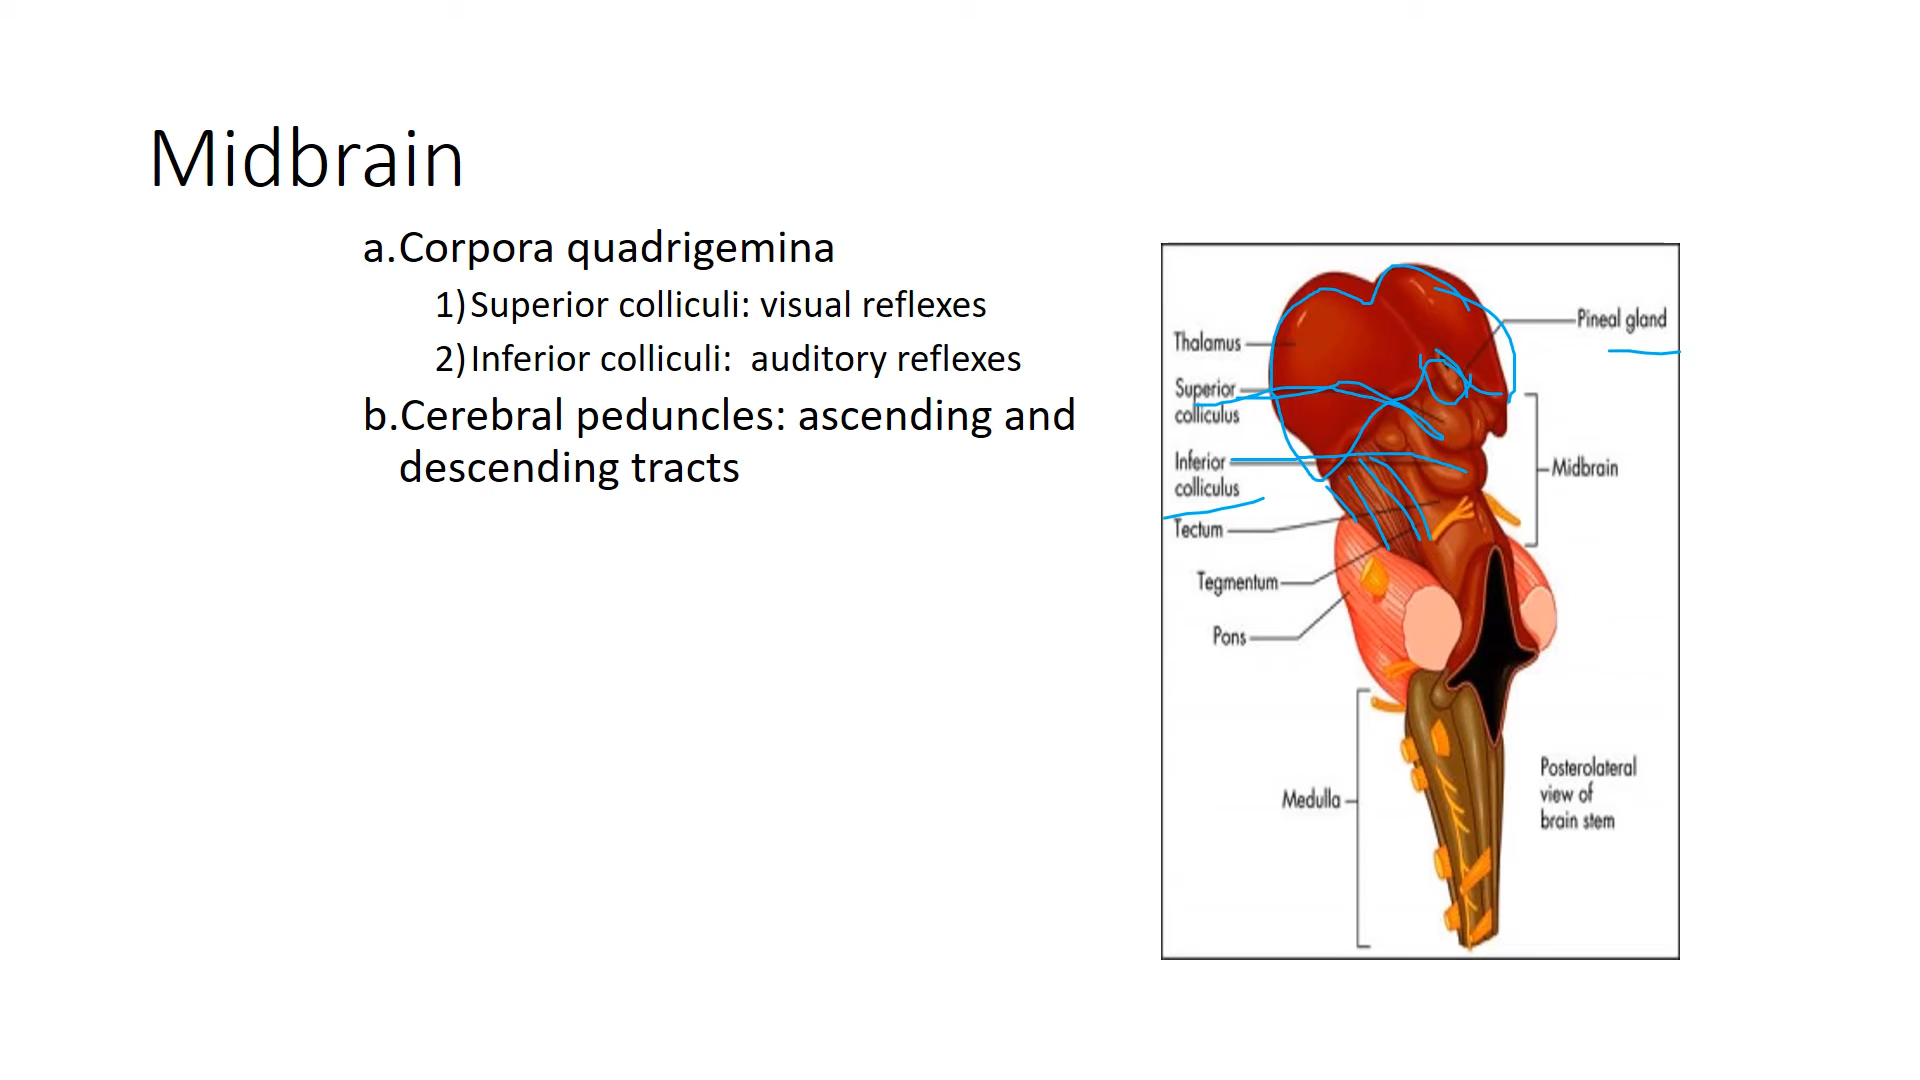 Midbrain
a.Corpora quadrigemina
1)Superior colliculi: visual reflexes
2)Inferior colliculi:  auditory reflexes
b.Cerebral peduncles: ascending and
descending tracts
Pineal gland
Thalamus
Superior
colliculus
Inferior
colliculus
Midbrain
Tectum
Tegmentum
Pons
Medulla
Posterolateral
view of
brain stem